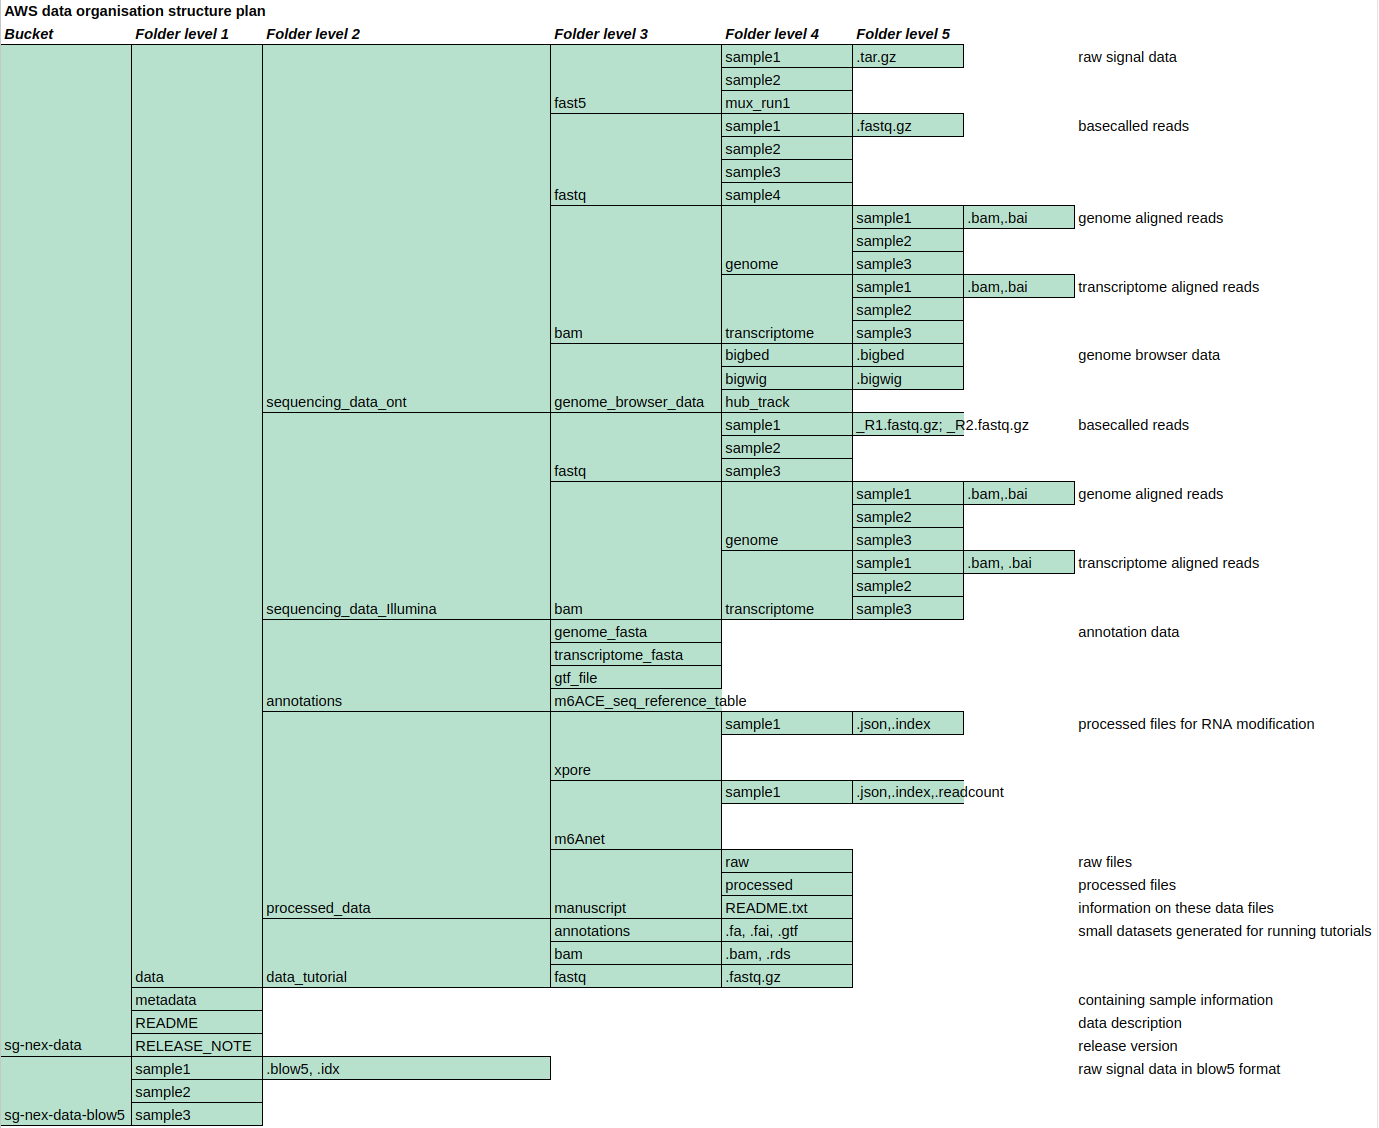 AWS data organisation structure plan
Bucket Folder level 1 Folder level 2 Folder level 3 Folder level 4 Folder level 5
sample1 .tar.gz raw signal data
sample2
fast5 mux_run1
sample1 .fastq.gz basecalled reads
sample2
sample3
fastq sample4
sample1 .bam,.bai genome aligned reads
sample2
genome sample3
sample1 .bam,.bai transcriptome aligned reads
sample2
bam transcriptome sample3
bigbed .bigbed genome browser data
bigwig .bigwig
sequencing_data_ont genome_browser_data hub_track
sample1 _R1.fastq.gz; _R2.fastq.gz basecalled reads
sample2
fastq sample3
sample1 .bam,.bai genome aligned reads
sample2
genome sample3
sample1 .bam, .bai transcriptome aligned reads
sample2
sequencing_data_Illumina bam transcriptome sample3
genome_fasta annotation data
transcriptome_fasta
gtf_file
annotations m6ACE_seq_reference_table
sample1 .json,.index processed files for RNA modification
xpore
sample1 .json,.index,.readcount
m6Anet
raw raw files
processed processed files
processed_data manuscript README.txt information on these data files
annotations .fa, .fai, .gtf small datasets generated for running tutorials
bam .bam, .rds
data data_tutorial fastq .fastq.gz
metadata containing sample information
README data description
sg-nex-data RELEASE_NOTE release version
sample1 .blow5, .idx raw signal data in blow5 format
sample2
sg-nex-data-blow5 sample3